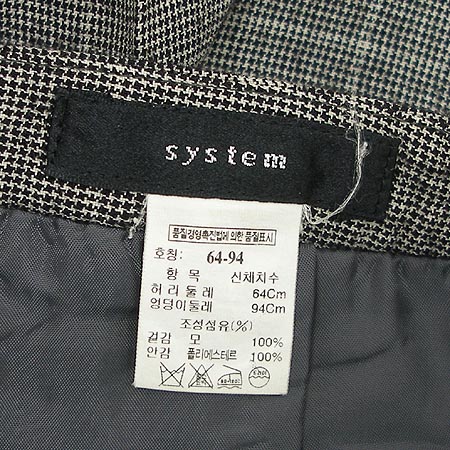 system
품질경영촉진법에 의한 품질표시
호칭: 64-94
항 목 신체치수
허리둘레 64Cm
엉덩이둘레 94Cm
조성섬유(%)
겉감 모 100%
안감 폴리에스테르 100%